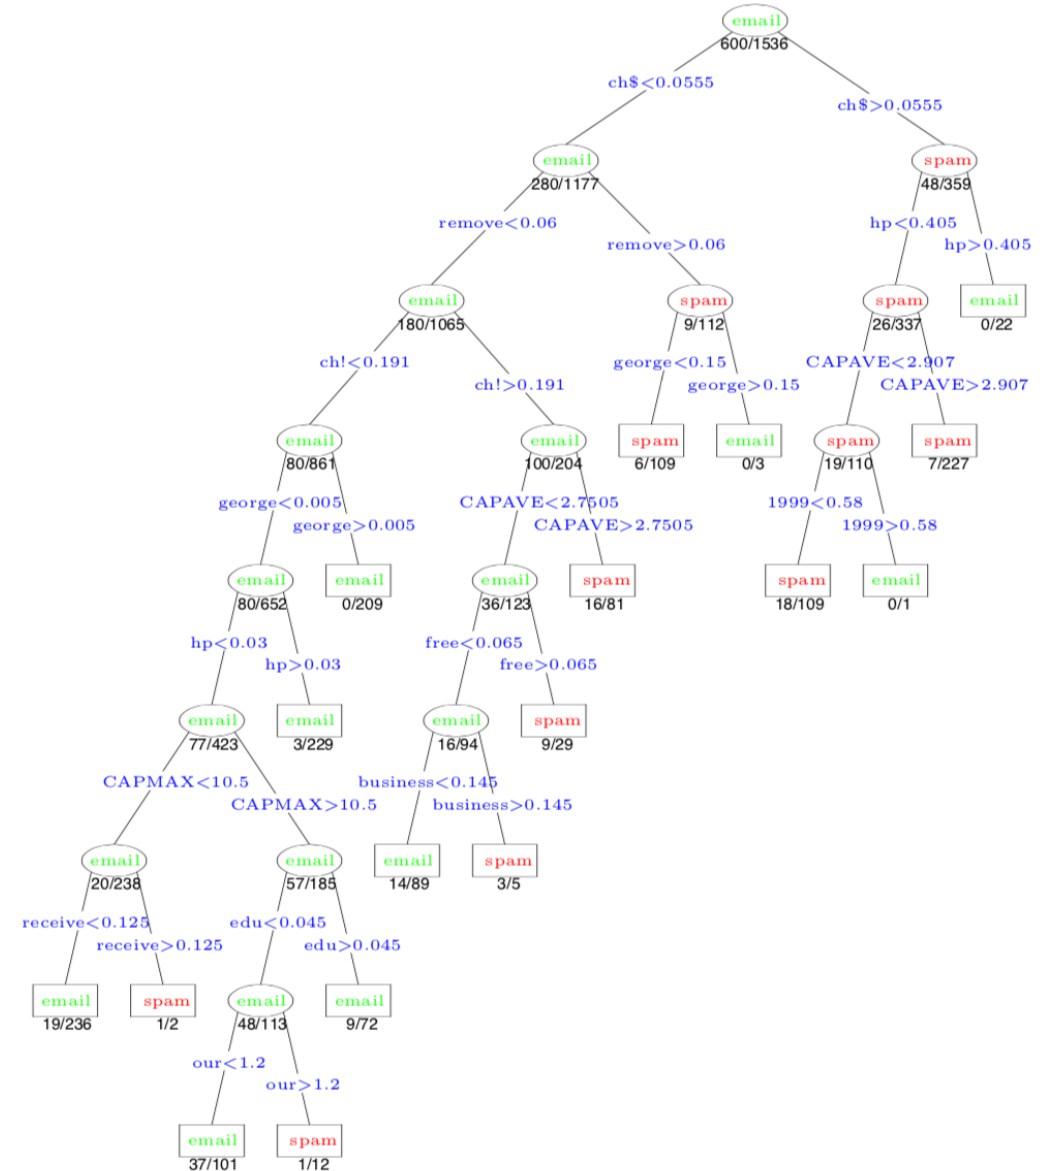 email
600/1536
ch$<0.0555
ch$>0.0555
email
280/1177
spam
48/359
remove<0.06
remove>0.06
hp<0.405
hp>0.405
email
180/1065
spam
9/112
spam
26/337
email
0/22
ch!<0.191
ch!>0.191
george<0.15
george>0.15
CAPAVE<2.907
CAPAVE>2.907
email
80/861
email
100/204
spam
6/109
email
0/3
spam
19/110
spam
7/227
george<0.005
george>0.005
CAPAVE<2.7505
CAPAVE>2.7505
1999<0.58
1999>0.58
email
80/652
email
0/209
email
36/123
spam
16/81
spam
18/109
email
0/1
hp<0.03
hp>0.03
free<0.065
free>0.065
email
77/423
email
3/229
email
16/94
spam
9/29
CAPMAX<10.5
CAPMAX>10.5
business<0.145
business>0.145
email
20/238
email
57/185
email
14/89
spam
3/5
receive<0.125
receive>0.125
edu<0.045
edu>0.045
email
19/236
spam
1/2
email
48/113
email
9/72
our<1.2
our>1.2
email
37/101
spam
1/12